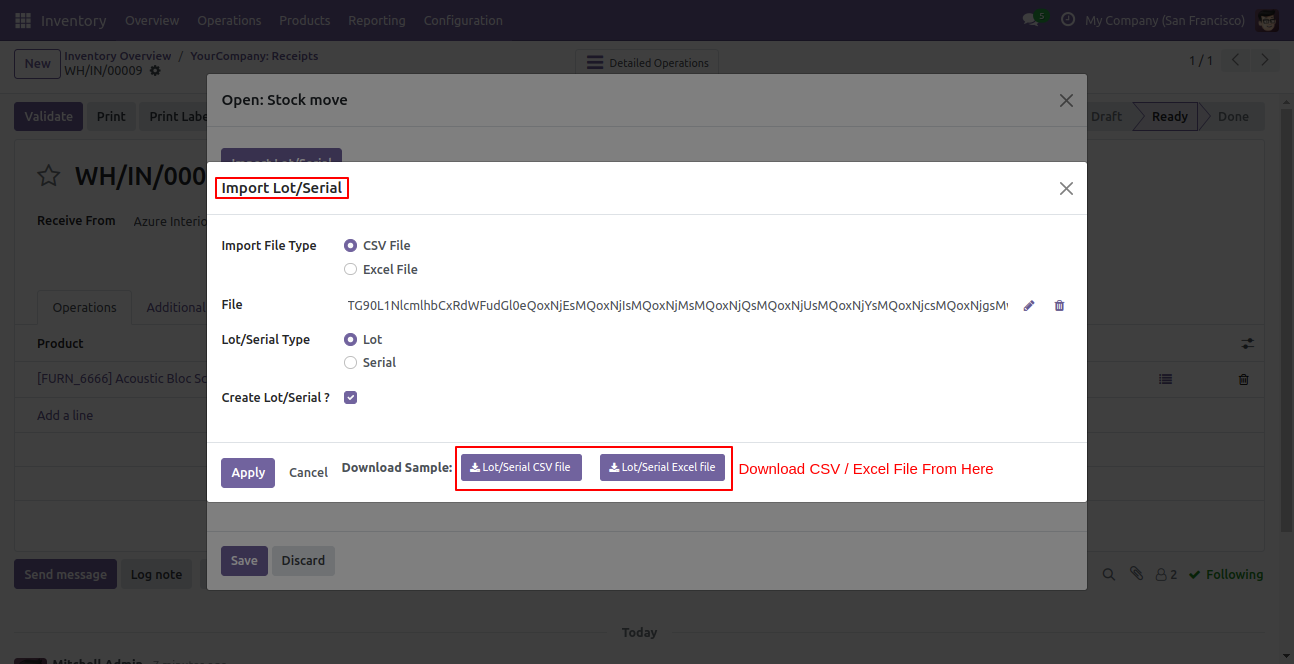 Inventory Overview Operations Products Reporting Configuration 5 My Company (San Francisco)
New Inventory Overview / YourCompany: Receipts
WH/IN/00009
Detailed Operations 1 / 1
Open: Stock move
Validate Print Print Labe Draft Ready Done
Import Lot/Serial
WH/IN/000
Import Lot/Serial
Receive From Azure Interio
Import File Type CSV File
Excel File
File
Operations Additional
Lot/Serial Type Lot
Product
Serial
[FURN_6666] Acoustic Bloc Sc
Create Lot/Serial ?
Add a line
Apply Cancel Download Sample: Lot/Serial CSV file Lot/Serial Excel file Download CSV / Excel File From Here
Save Discard
Send message Log note 2 Following
Today
Mitchell Admin - 7 minutes ago